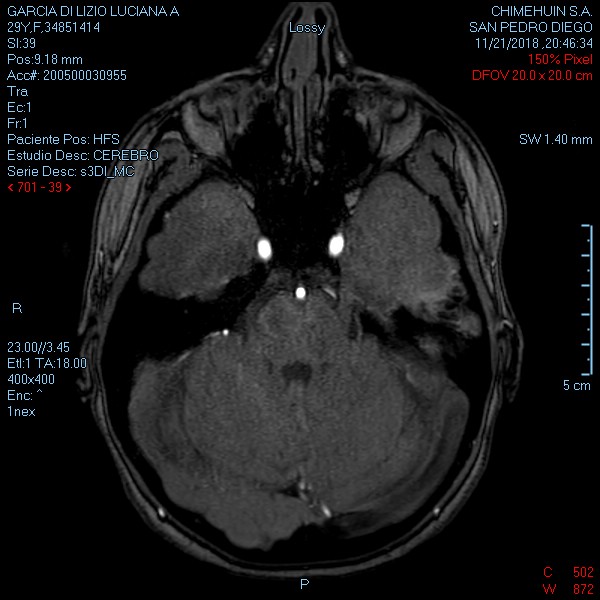 GARCIA DI LIZIO LUCIANA A
29Y,F,34851414
Sl:39
Pos:9.18 mm
Acc#: 200500030955
Tra
Ec:1
Fr:1
Paciente Pos: HFS
Estudio Desc: CEREBRO
Serie Desc: s3DI_MC
< 701 - 39 >
Lossy
CHIMEHUIN S.A.
SAN PEDRO DIEGO
11/21/2018 ,20:46:34
150% Pixel
DFOV 20.0 x 20.0 cm
SW 1.40 mm
R
23.00//3.45
Etl:1 TA:18.00
400x400
Enc: ^
1nex
5 cm
P
C 502
W 872